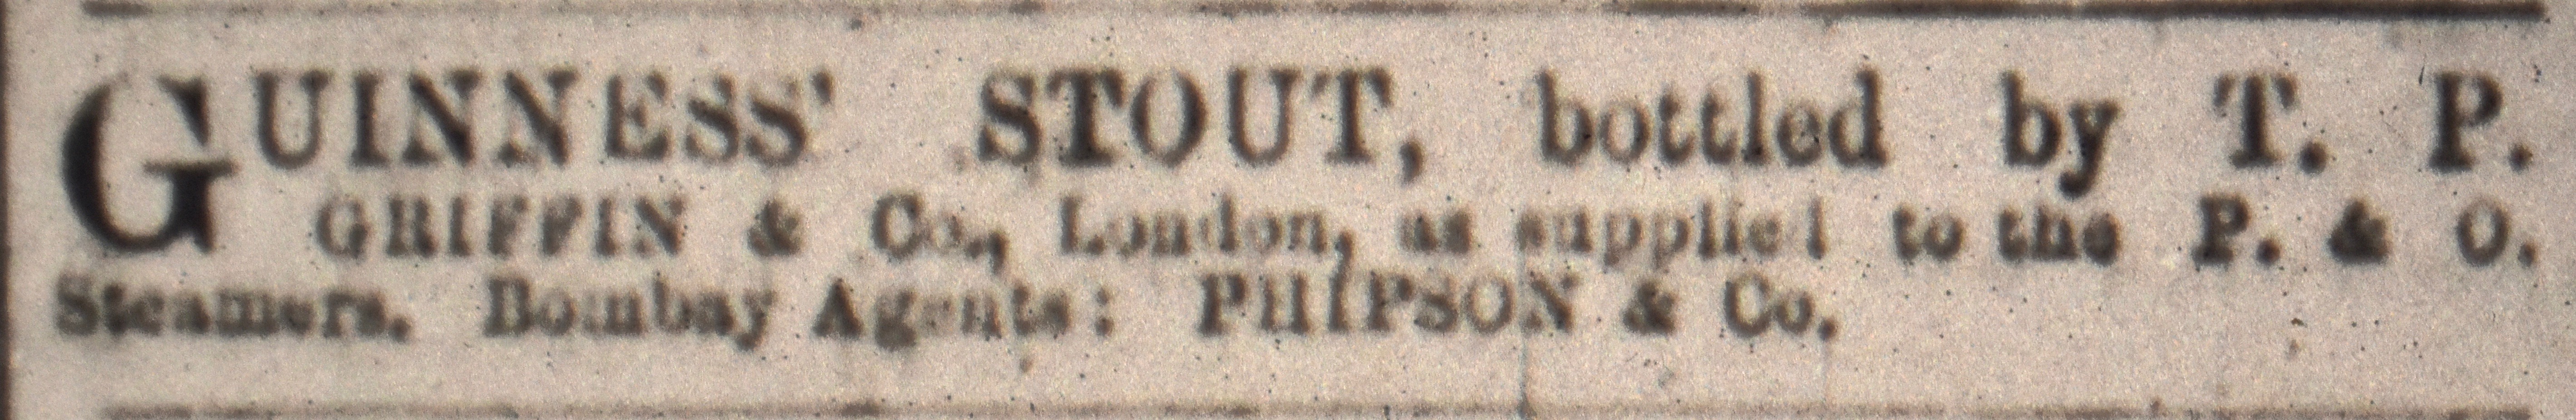 GUINNESS' STOUT, bottled by T. P.
GRIFFIN & Co., London, as supplied to the P. & O.
Steamers. Bombay Agents: PHIPSON & Co.